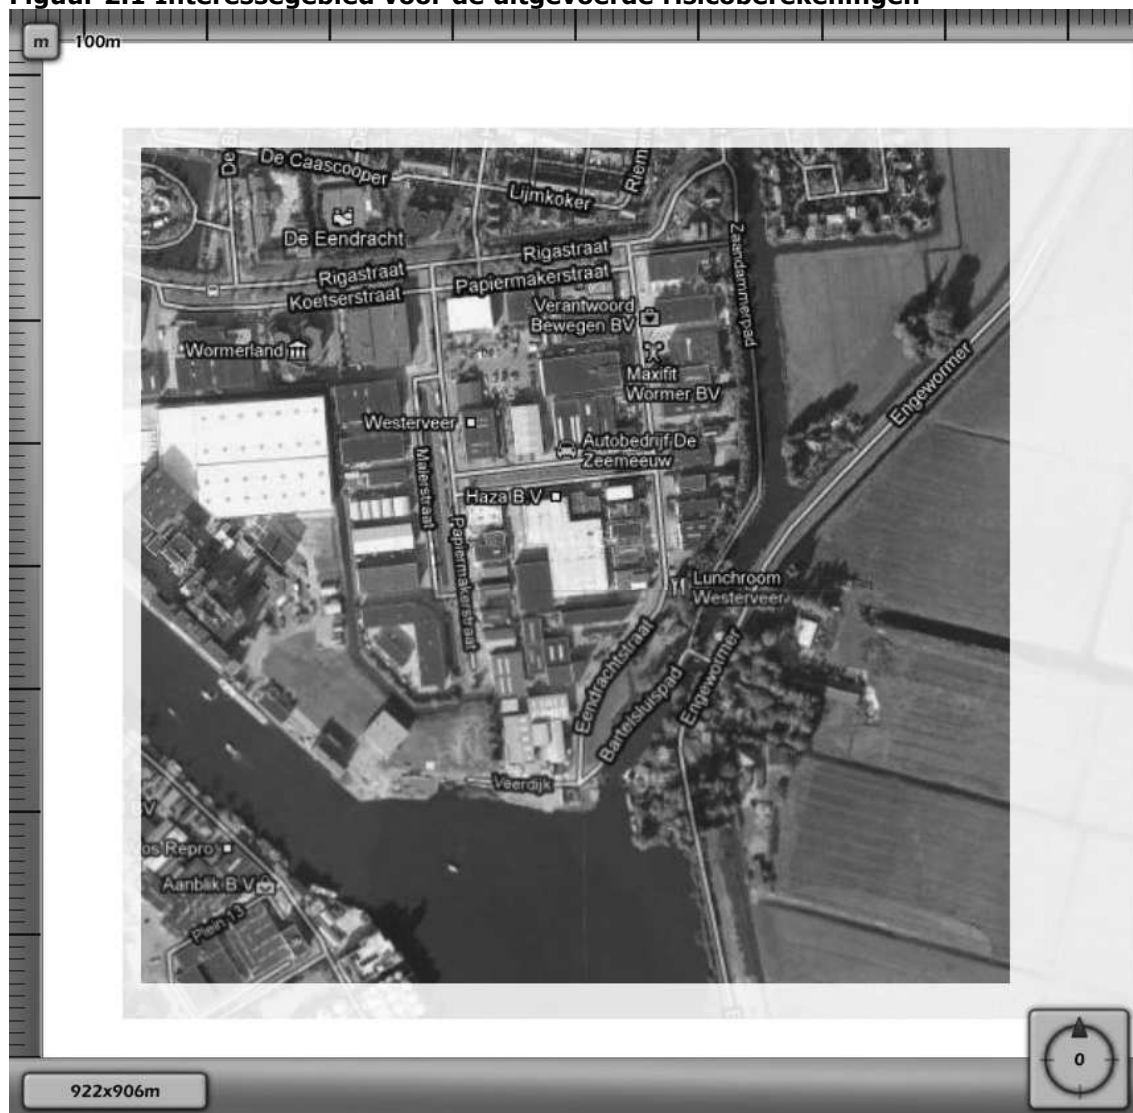 Figuur 2.1 Interessegebied voor de uitgevoerde risicoberekeningen
m
100m
De Caascooper
Lijmkoker
De Eendracht
Zaandammerpad
Rigastraat
Rigastraat
Papiermakerstraat
Koetserstraat
Verantwoord
Bewegen BV
Wormerland
Maxifit
Wormer BV
Engewormer
Westerveer
Autobedrijf De
Zeemeeuw
Malerstraat
Haza B.V
Papiermakerstraat
Lunchroom
Westerveer
Eendrachtstraat
Bartelsluispad
Engewormer
Veerdijk
BV
os Repro
Aanblik B.V
Plein 13
0
922x906m